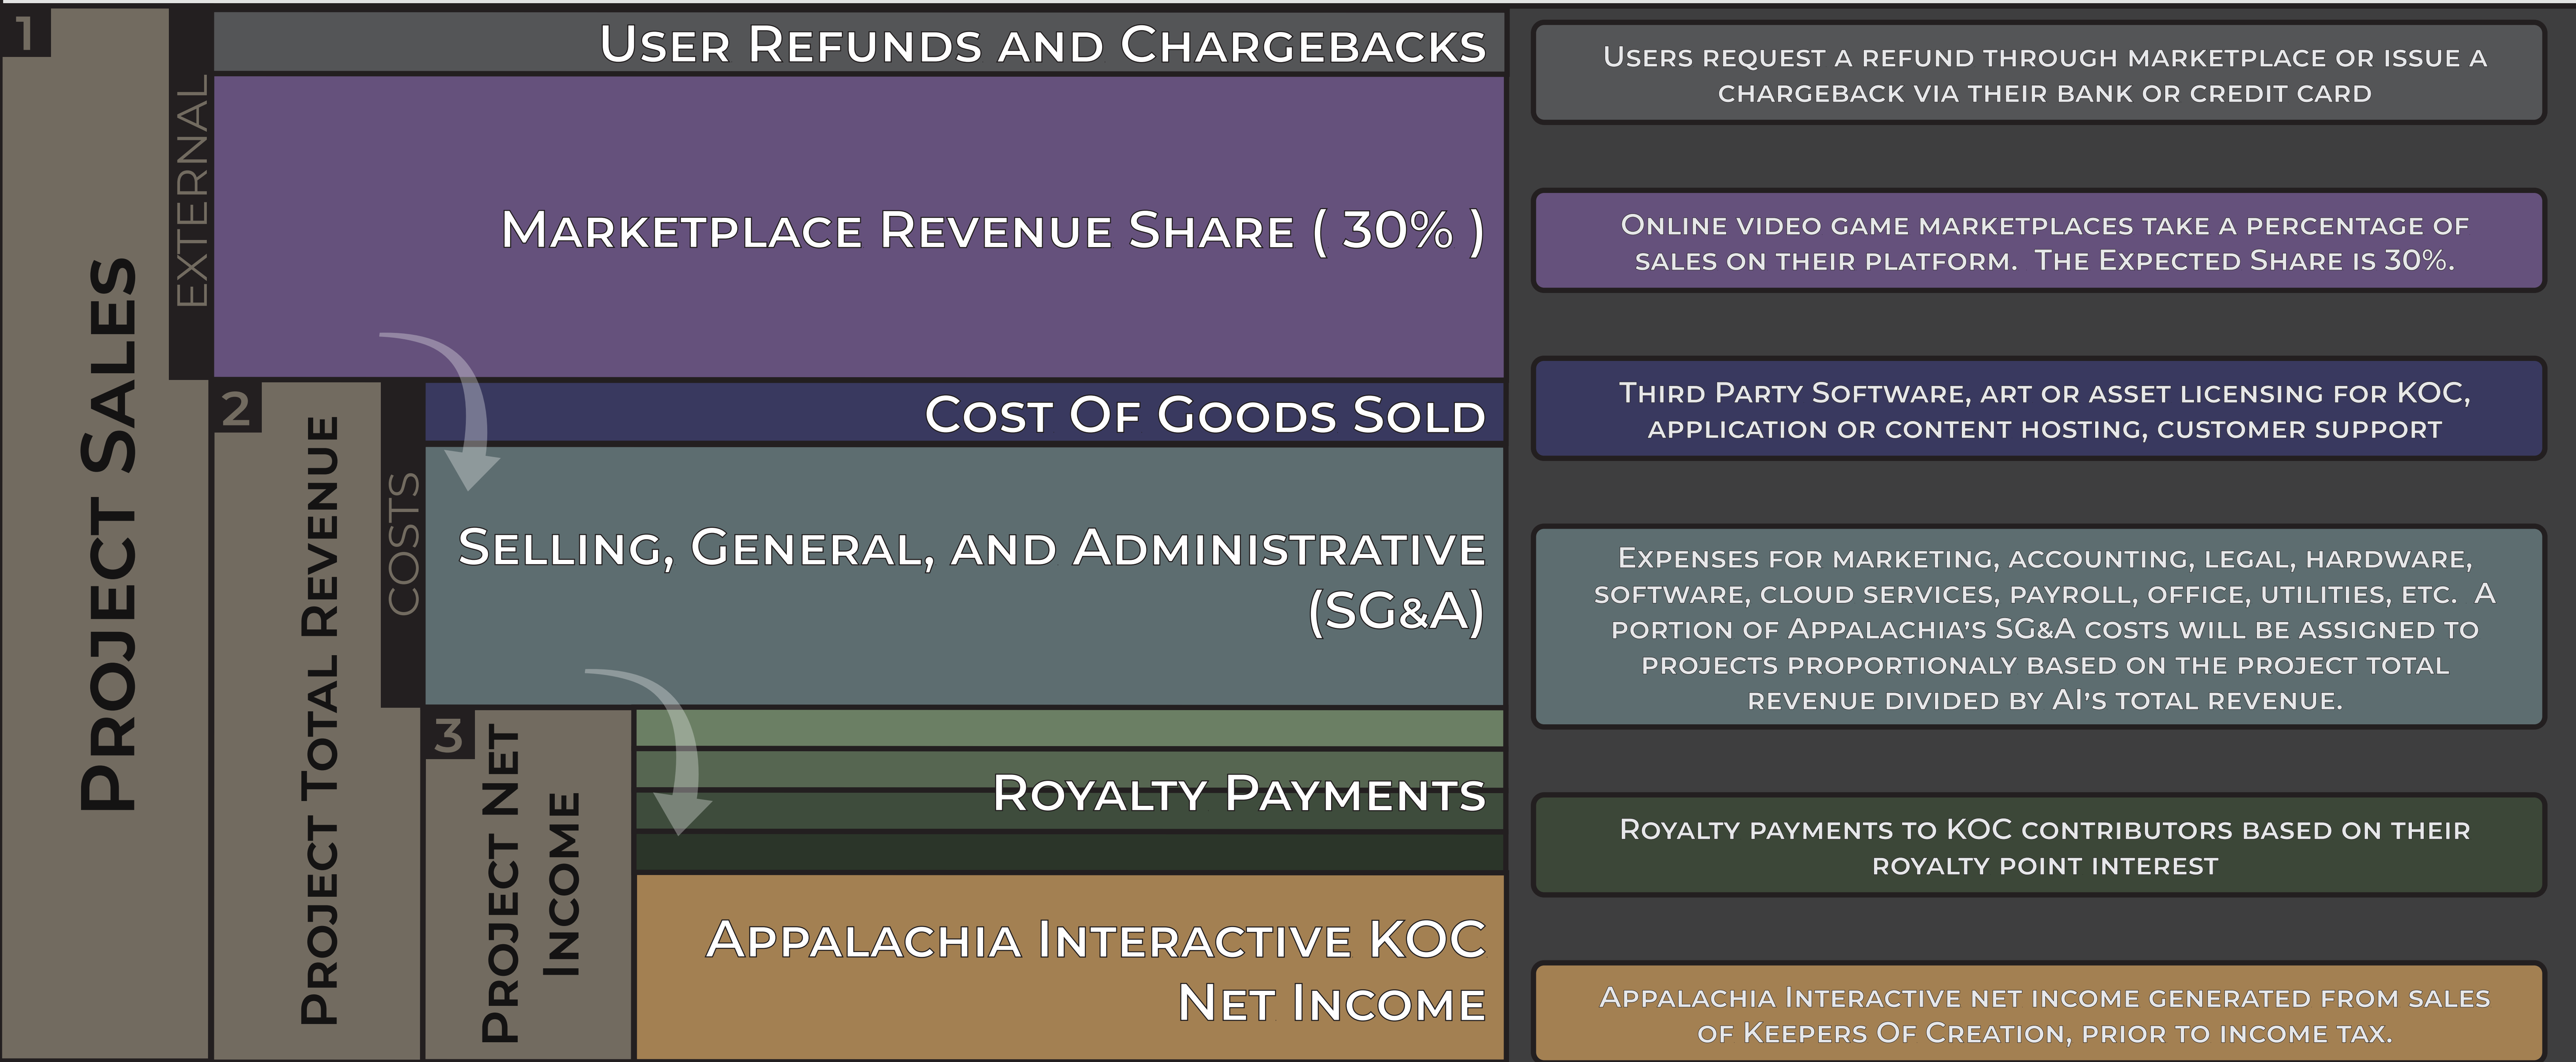 1
PROJECT SALES
EXTERNAL
USER REFUNDS AND CHARGEBACKS
USERS REQUEST A REFUND THROUGH MARKETPLACE OR ISSUE A
CHARGEBACK VIA THEIR BANK OR CREDIT CARD
MARKETPLACE REVENUE SHARE ( 30% )
ONLINE VIDEO GAME MARKETPLACES TAKE A PERCENTAGE OF
SALES ON THEIR PLATFORM. THE EXPECTED SHARE IS 30%.
2
PROJECT TOTAL REVENUE
COSTS
COST OF GOODS SOLD
THIRD PARTY SOFTWARE, ART OR ASSET LICENSING FOR KOC,
APPLICATION OR CONTENT HOSTING, CUSTOMER SUPPORT
SELLING, GENERAL, AND ADMINISTRATIVE
(SG&A)
EXPENSES FOR MARKETING, ACCOUNTING, LEGAL, HARDWARE,
SOFTWARE, CLOUD SERVICES, PAYROLL, OFFICE, UTILITIES, ETC. A
PORTION OF APPALACHIA'S SG&A COSTS WILL BE ASSIGNED TO
PROJECTS PROPORTIONALY BASED ON THE PROJECT TOTAL
REVENUE DIVIDED BY AI'S TOTAL REVENUE.
3
PROJECT NET
INCOME
ROYALTY PAYMENTS
ROYALTY PAYMENTS TO KOC CONTRIBUTORS BASED ON THEIR
ROYALTY POINT INTEREST
APPALACHIA INTERACTIVE KOC
NET INCOME
APPALACHIA INTERACTIVE NET INCOME GENERATED FROM SALES
OF KEEPERS OF CREATION, PRIOR TO INCOME TAX.